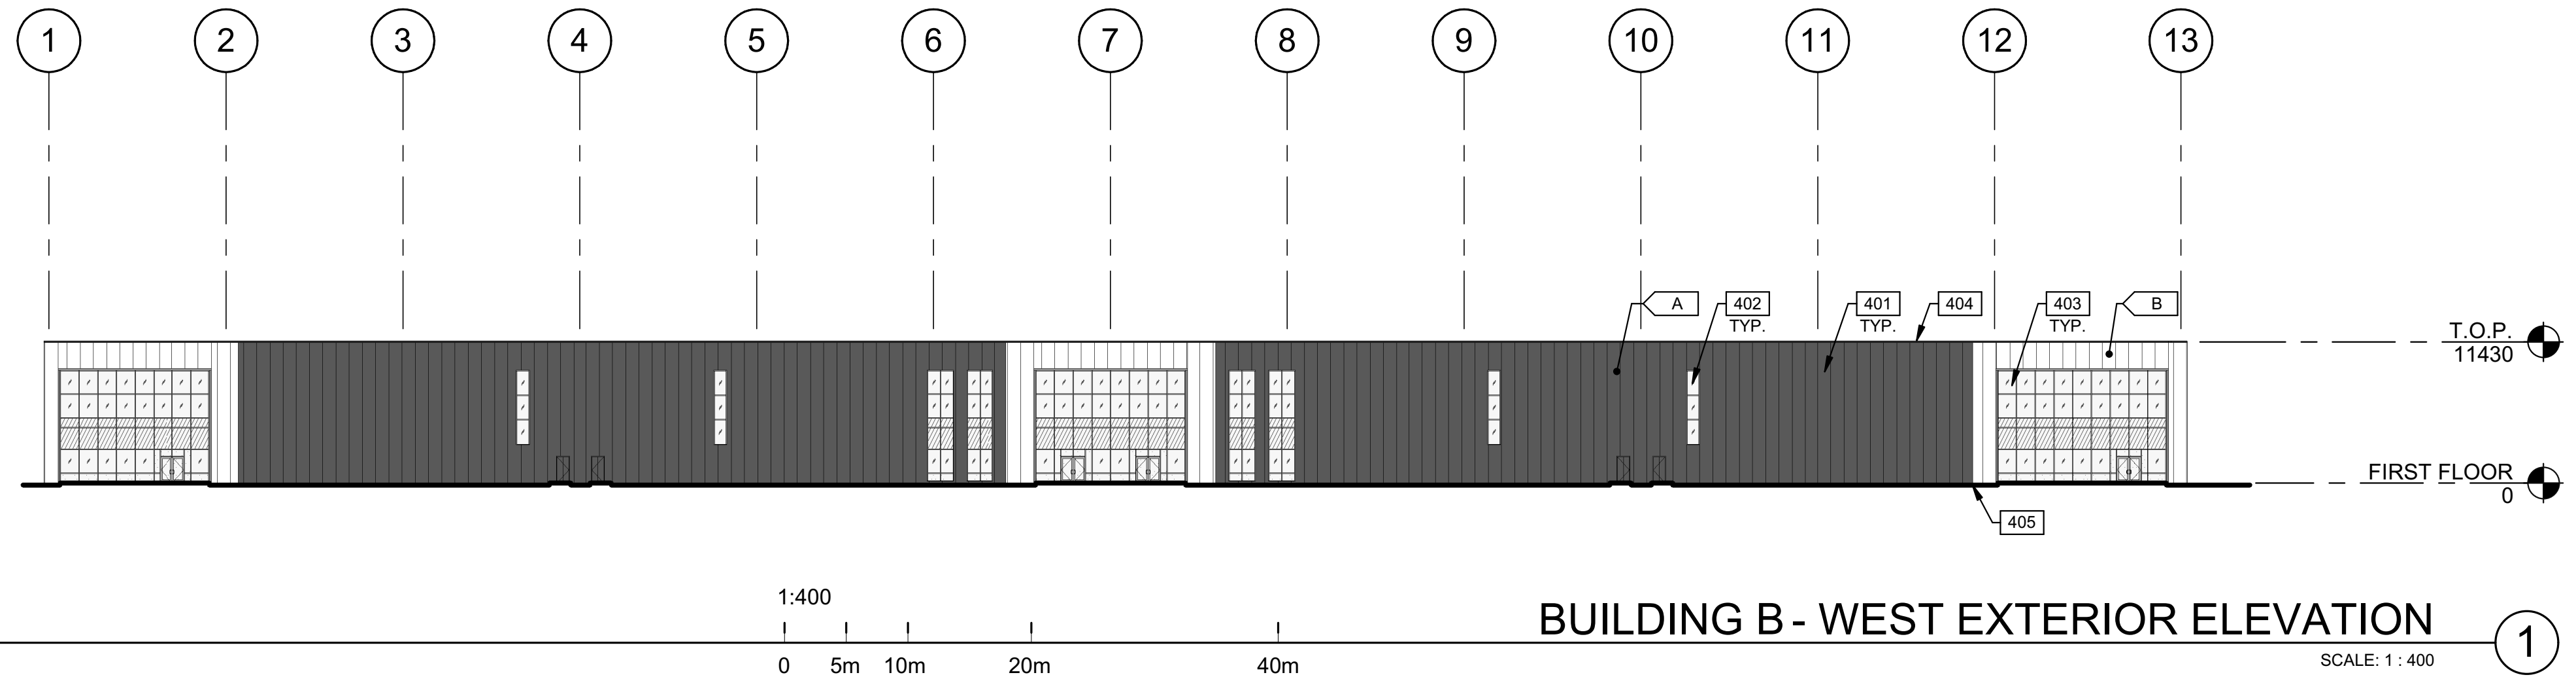 1 2 3 4 5 6 7 8 9 10 11 12 13
A 402 401 404 403 B
TYP. TYP. TYP.
T.O.P.
11430
FIRST FLOOR
0
405
1:400
0 5m 10m 20m 40m
BUILDING B - WEST EXTERIOR ELEVATION
1
SCALE: 1 : 400